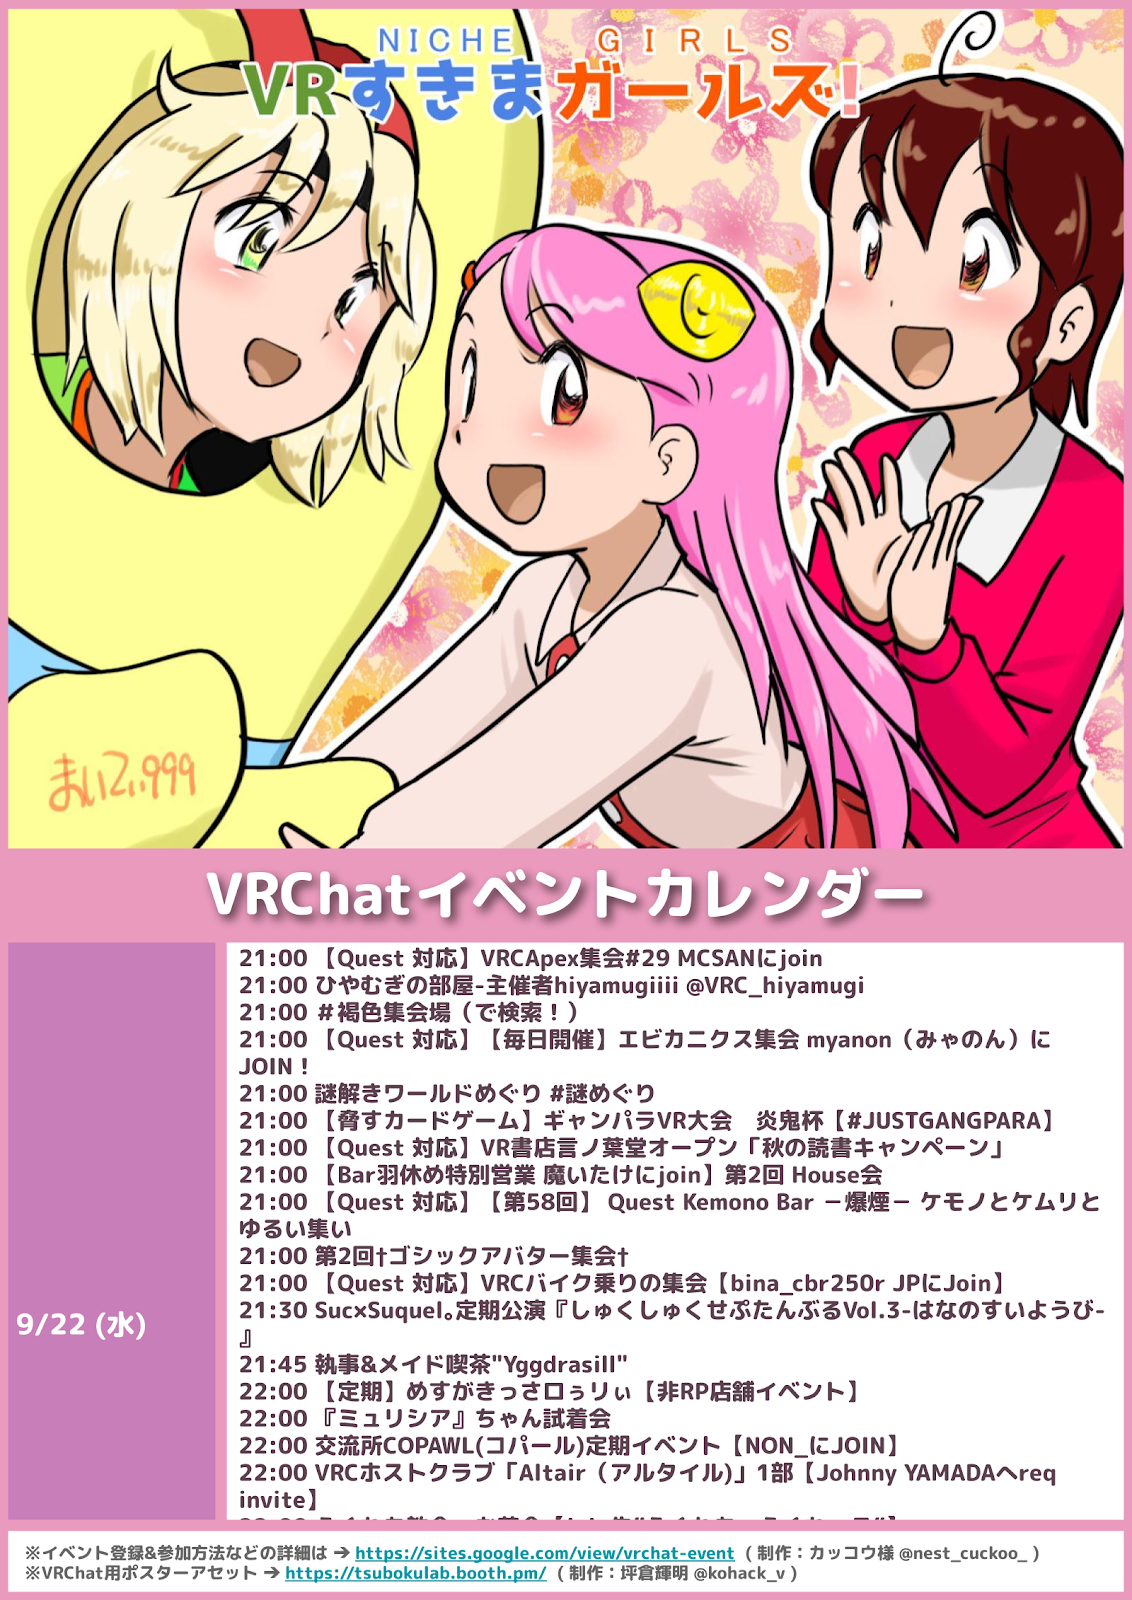 NICHE GIRLS
VRすきまガールズ!
まいてぃ999
VRChatイベントカレンダー
9/22 (水)
21:00 【Quest 対応】VRCApex集会#29 MCSANにjoin
21:00 ひやむぎの部屋-主催者hiyamugiiii @VRC_hiyamugi
21:00 ＃褐色集会場（で検索！）
21:00 【Quest 対応】【毎日開催】エビカニクス集会 myanon（みゃのん）に
JOIN！
21:00 謎解きワールドめぐり #謎めぐり
21:00 【脅すカードゲーム】ギャンパラVR大会　炎鬼杯【#JUSTGANGPARA】
21:00 【Quest 対応】VR書店言ノ葉堂オープン「秋の読書キャンペーン」
21:00 【Bar羽休め特別営業 魔いたけにjoin】第2回 House会
21:00 【Quest 対応】【第58回】 Quest Kemono Bar －爆煙－ ケモノとケムリと
ゆるい集い
21:00 第2回†ゴシックアバター集会†
21:00 【Quest 対応】VRCバイク乗りの集会【bina_cbr250r JPにJoin】
21:30 Suc×Suquel｡定期公演『しゅくしゅくせぷたんぶるVol.3-はなのすいようび-
』
21:45 執事&メイド喫茶"Yggdrasill"
22:00 【定期】めすがきっさロぅリぃ【非RP店舗イベント】
22:00 『ミュリシア』ちゃん試着会
22:00 交流所COPAWL(コパール)定期イベント【NON_にJOIN】
22:00 VRCホストクラブ「Altair（アルタイル)」1部【Johnny YAMADAへreq
invite】
※イベント登録&参加方法などの詳細は ➔ https://sites.google.com/view/vrchat-event （ 制作：カッコウ様 @nest_cuckoo_ ）
※VRChat用ポスターアセット ➔ https://tsubokulab.booth.pm/ （ 制作：坪倉輝明 @kohack_v ）